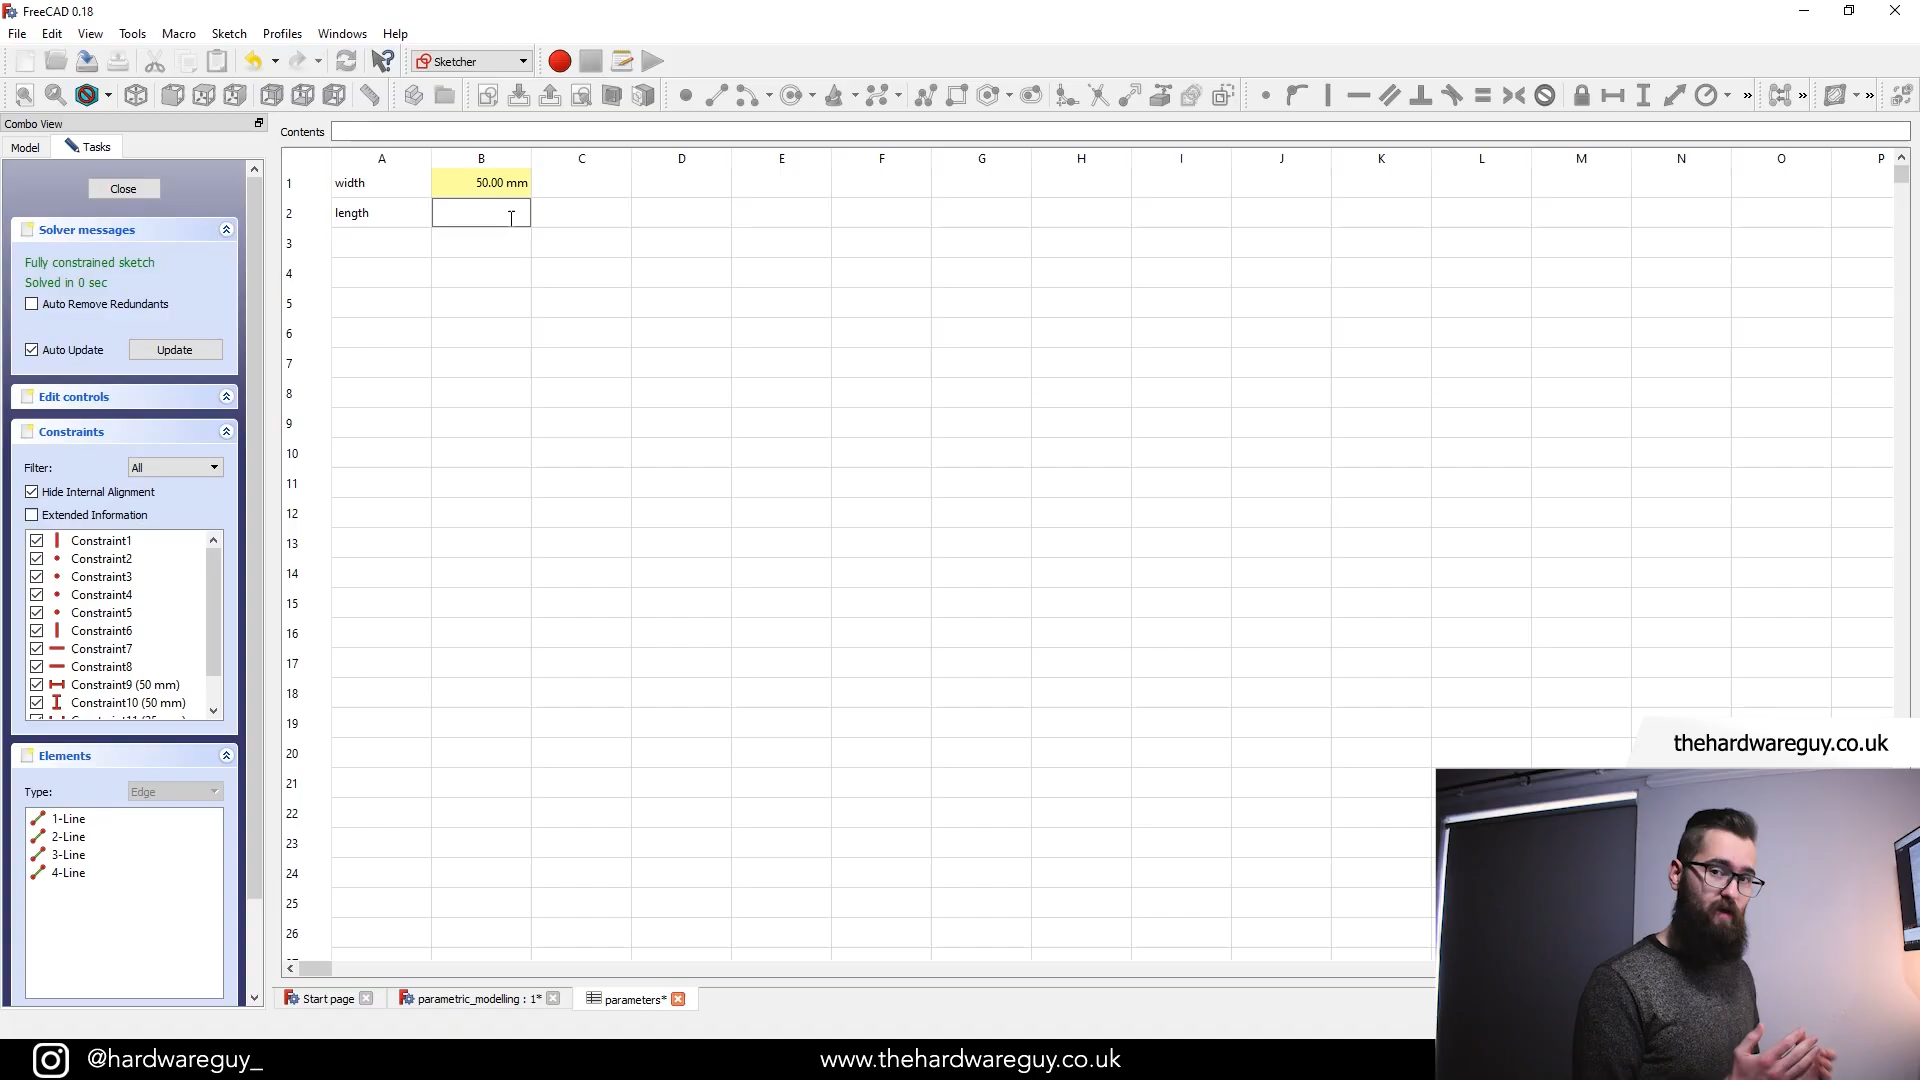 FreeCAD 0.18
File Edit View Tools Macro Sketch Profiles Windows Help
Sketcher
Combo View
Model Tasks
Contents
Close
Solver messages
Fully constrained sketch
Solved in 0 sec
Auto Remove Redundants
Auto Update Update
Edit controls
Constraints
Filter: All
Hide Internal Alignment
Extended Information
Constraint1
Constraint2
Constraint3
Constraint4
Constraint5
Constraint6
Constraint7
Constraint8
Constraint9 (50 mm)
Constraint10 (50 mm)
Elements
Type: Edge
1-Line
2-Line
3-Line
4-Line
A B C D E F G H I J K L M N O P
1 width 50.00 mm
2 length
3
4
5
6
7
8
9
10
11
12
13
14
15
16
17
18
19
20
21
22
23
24
25
26
Start page parametric_modelling : 1* parameters*
thehardwareguy.co.uk
@hardwareguy_
www.thehardwareguy.co.uk